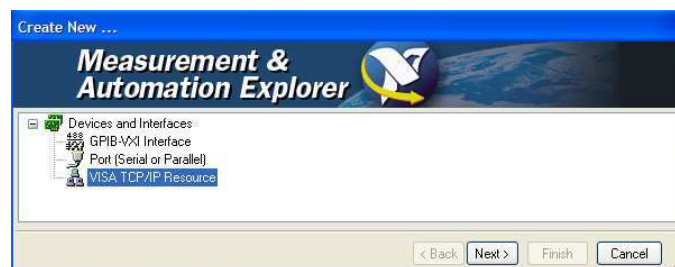 Create New ...
Measurement &
Automation Explorer
Devices and Interfaces
GPIB-VXI Interface
Port (Serial or Parallel)
VISA TCP/IP Resource
< Back Next > Finish Cancel